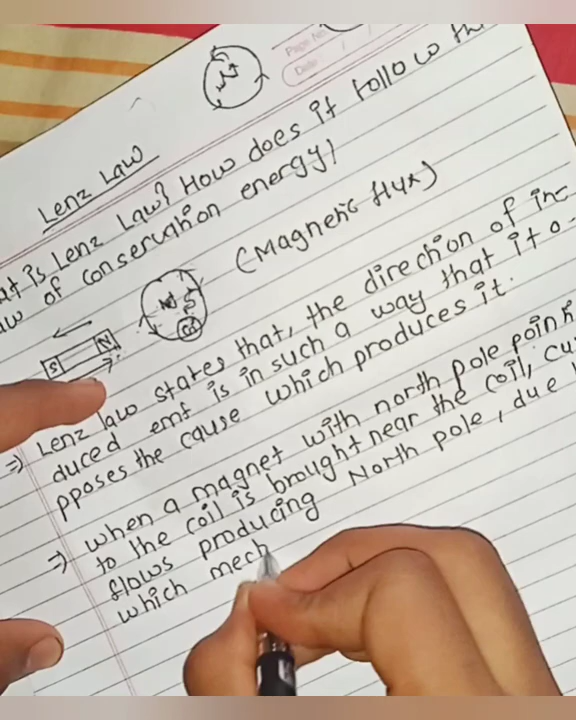 Page No.
Date / /
N
Lenz Law
at is Lenz Law? How does it follow the
aw of conservation energy)
(Magnetic flux)
S N
N S
⇒ Lenz law states that, the direction of in-
duced emf is in such a way that it o-
pposes the cause which produces it.
⇒ when a magnet with north pole point
to the coil is brought near the coil, cu
flows producing North pole, due
which mech